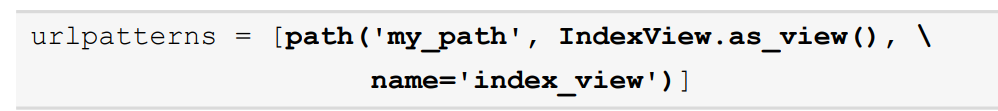 urlpatterns = [path('my_path', IndexView.as_view(), \
name='index_view')]